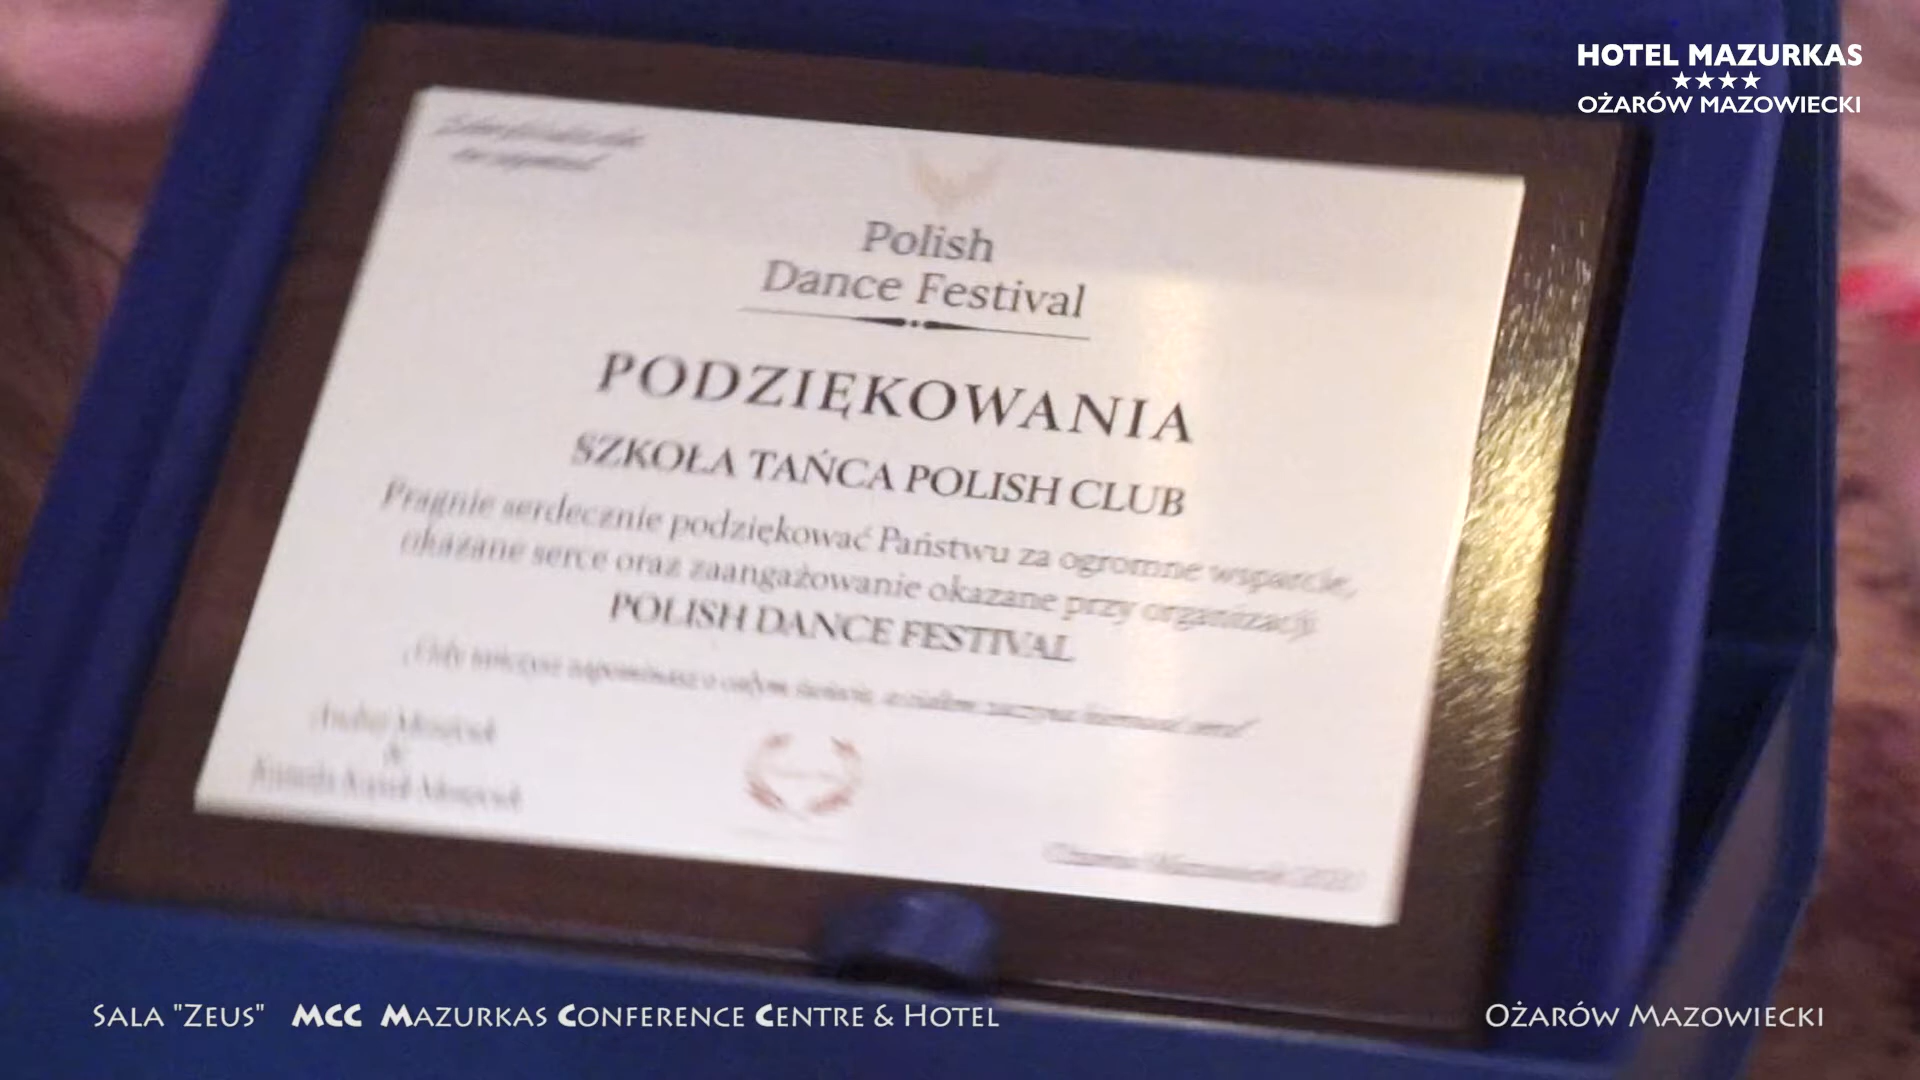 HOTEL MAZURKAS
OŻARÓW MAZOWIECKI
Polish
Dance Festival
PODZIĘKOWANIA
SZKOŁA TAŃCA POLISH CLUB
Pragnie serdecznie podziękować Państwu za ogromne wsparcie,
okazane serce oraz zaangażowanie okazane przy organizacji
POLISH DANCE FESTIVAL
SALA "ZEUS" MCC MAZURKAS CONFERENCE CENTRE & HOTEL
OŻARÓW MAZOWIECKI